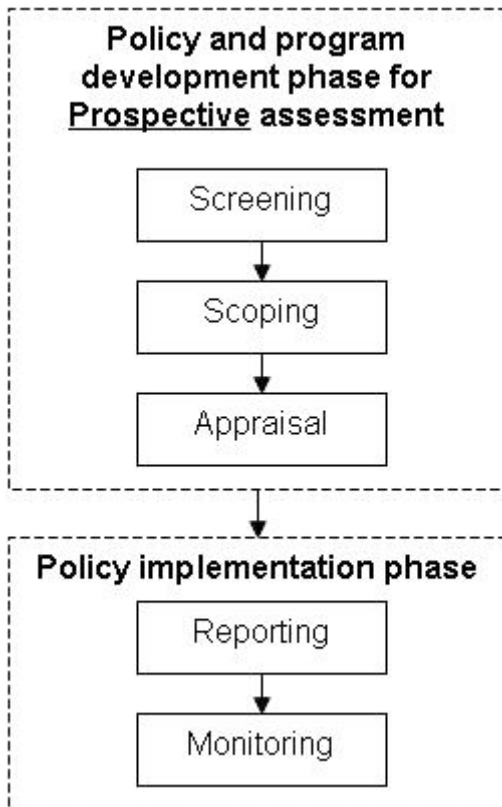 Policy and program
development phase for
Prospective assessment
Screening
Scoping
Appraisal
Policy implementation phase
Reporting
Monitoring